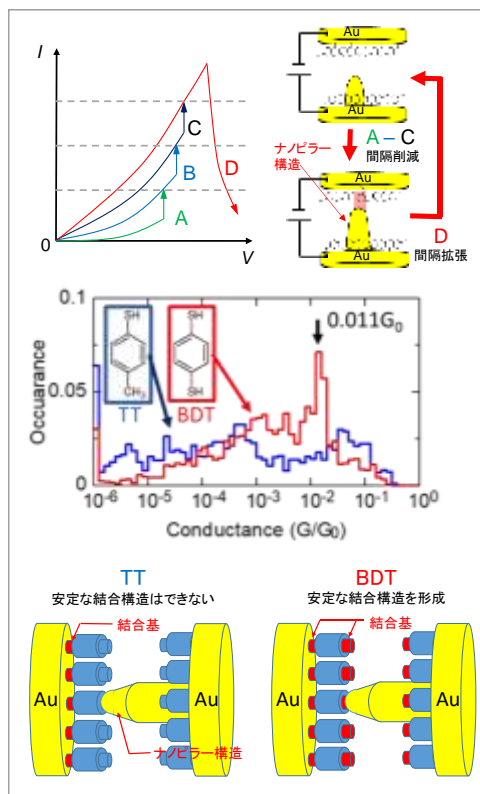 I
C
B
D
A
0
V
Au
Au
A – C
間隔削減
ナノピラー
構造
Au
D
間隔拡張
Au
0.1
0.05
0
Occuarance
SH
CH₃
TT
SH
SH
BDT
0.011G₀
10⁻⁶ 10⁻⁵ 10⁻⁴ 10⁻³ 10⁻² 10⁻¹ 10⁰
Conductance (G/G₀)
TT
安定な結合構造はできない
結合基
Au
Au
ナノピラー構造
BDT
安定な結合構造を形成
結合基
Au
Au